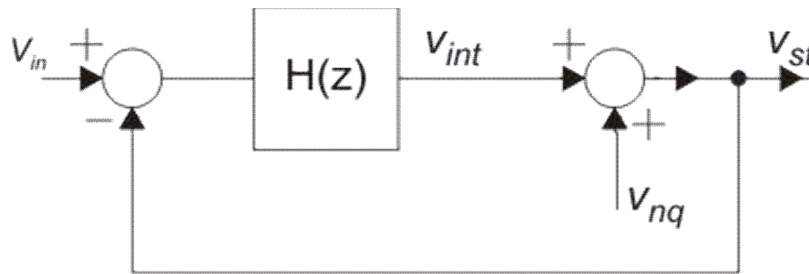 V_in
+
−
H(z)
v_int
+
+
v_nq
v_st